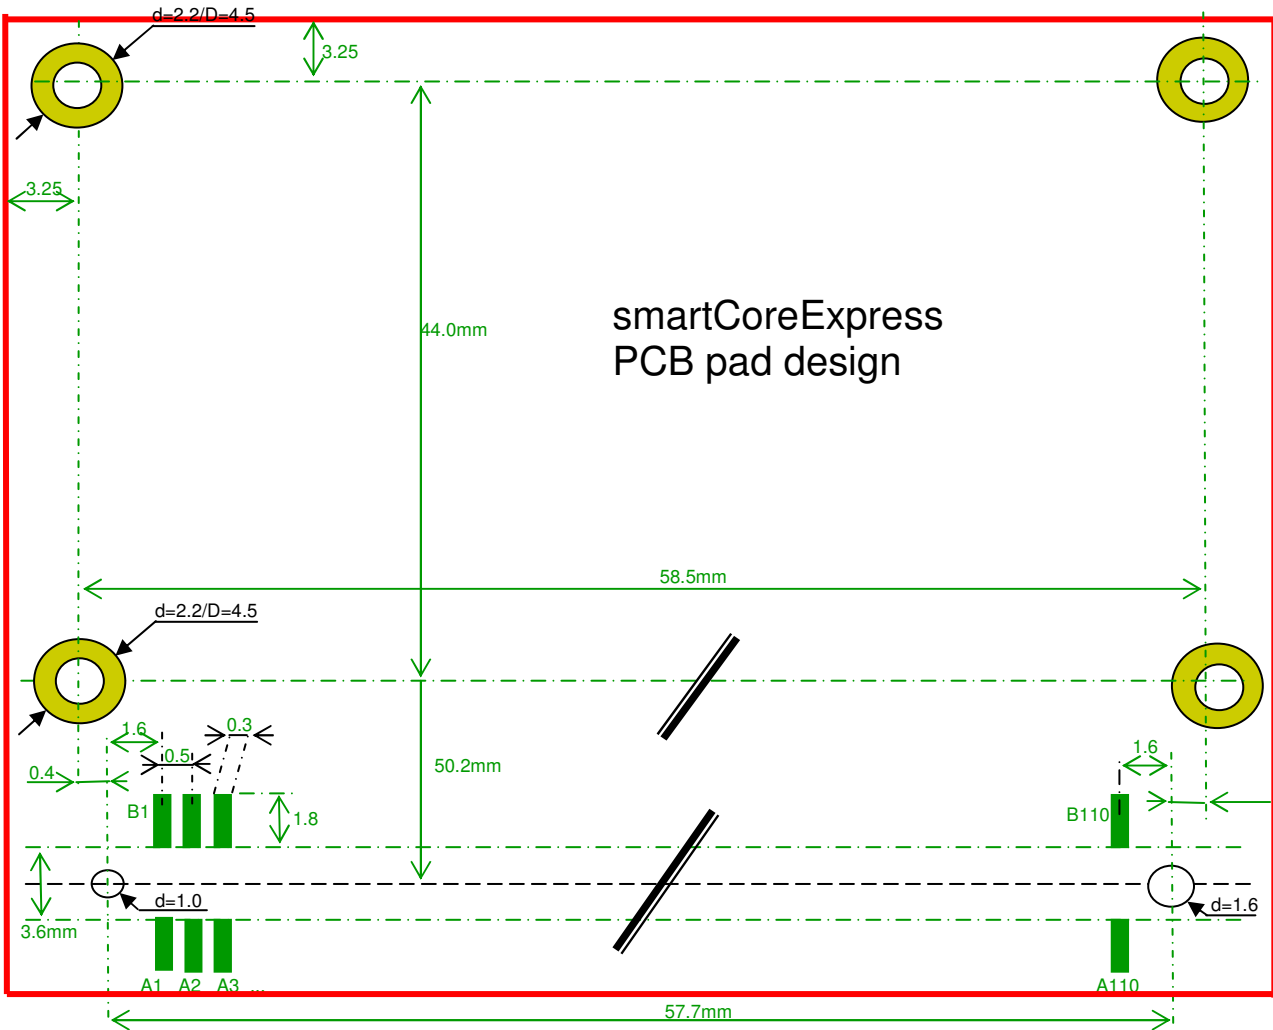 d=2.2/D=4.5
3.25
3.25
44.0mm
smartCoreExpress
PCB pad design
58.5mm
d=2.2/D=4.5
1.6
0.3
0.5
0.4
50.2mm
1.6
B1
1.8
B110
d=1.0
d=1.6
3.6mm
A1 A2 A3 ...
A110
57.7mm